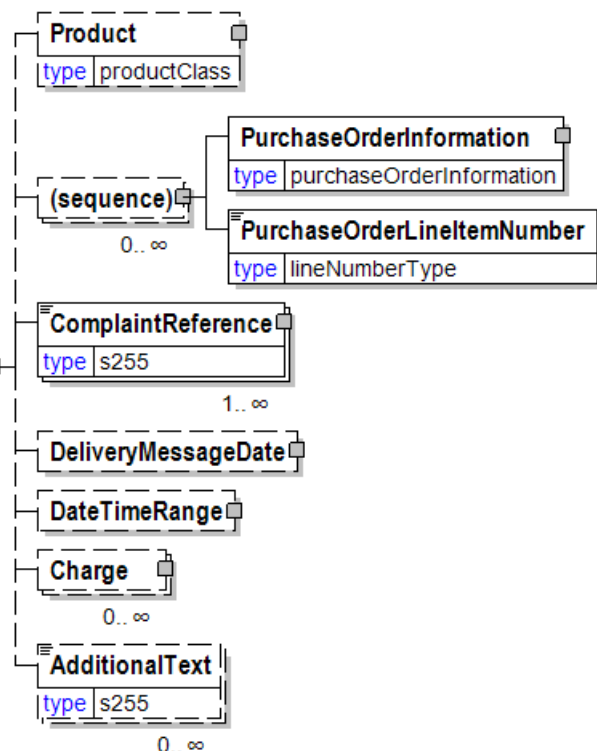 Product
type productClass
PurchaseOrderInformation
type purchaseOrderInformation
(sequence)
0.. ∞
PurchaseOrderLineItemNumber
type lineNumberType
ComplaintReference
type s255
1.. ∞
DeliveryMessageDate
DateTimeRange
Charge
0.. ∞
AdditionalText
type s255
0.. ∞